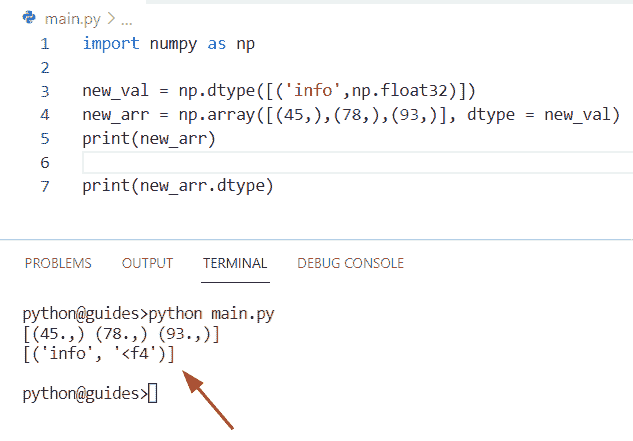 main.py > ...
1 import numpy as np
2
3 new_val = np.dtype([('info',np.float32)])
4 new_arr = np.array([(45,),(78,),(93,)], dtype = new_val)
5 print(new_arr)
6
7 print(new_arr.dtype)
PROBLEMS OUTPUT TERMINAL DEBUG CONSOLE
python@guides>python main.py
[(45.,) (78.,) (93.,)]
[('info', '<f4')]
python@guides>